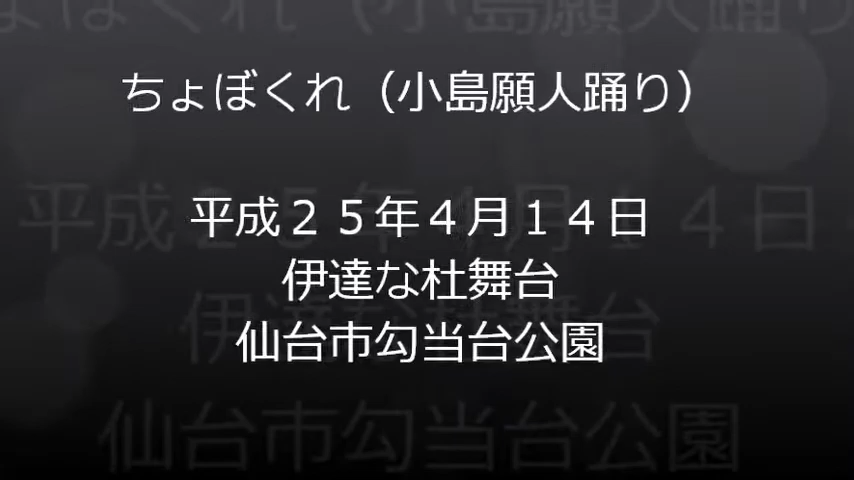 ちょぼくれ（小島願人踊り）
平成２５年４月１４日
伊達な杜舞台
仙台市勾当台公園